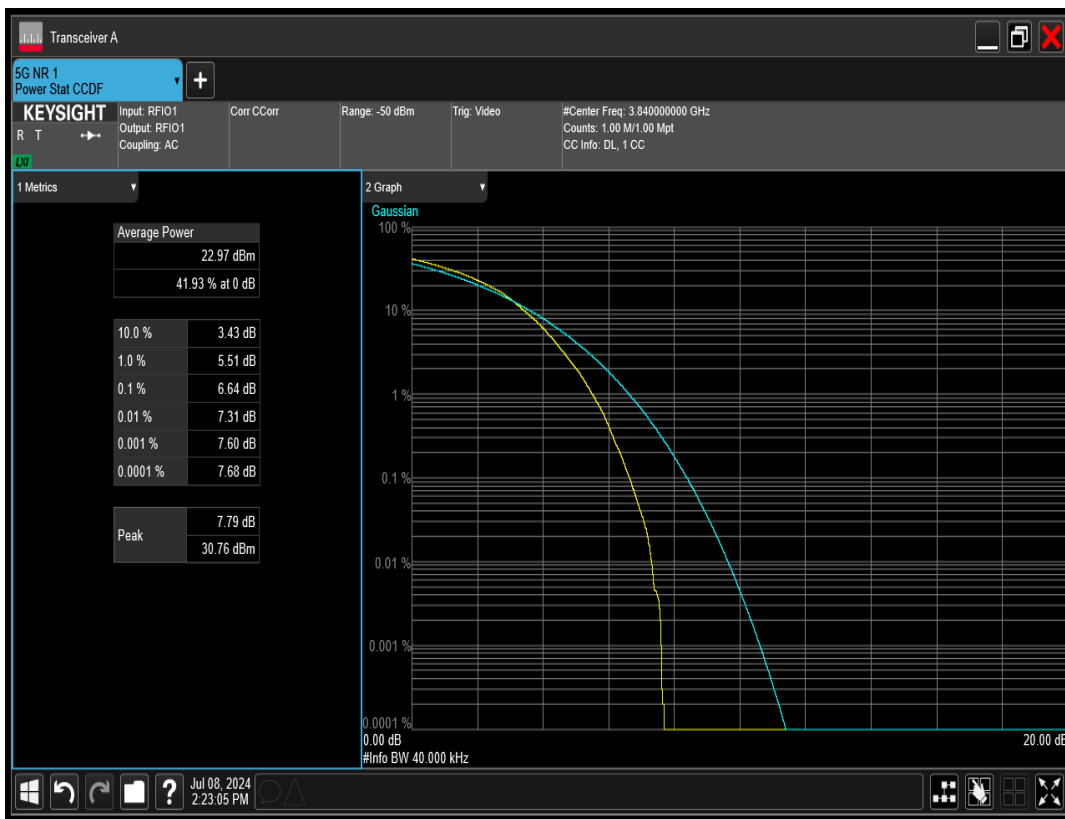 Transceiver A
5G NR 1
Power Stat CCDF
+
KEYSIGHT
R T
LXI
Input: RFIO1
Output: RFIO1
Coupling: AC
Corr CCorr
Range: -50 dBm
Trig: Video
#Center Freq: 3.840000000 GHz
Counts: 1.00 M/1.00 Mpt
CC Info: DL, 1 CC
1 Metrics
Average Power
22.97 dBm
41.93 % at 0 dB
10.0 % 3.43 dB
1.0 % 5.51 dB
0.1 % 6.64 dB
0.01 % 7.31 dB
0.001 % 7.60 dB
0.0001 % 7.68 dB
Peak
7.79 dB
30.76 dBm
2 Graph
Gaussian
100 %
10 %
1 %
0.1 %
0.01 %
0.001 %
0.0001 %
0.00 dB
20.00 dB
#Info BW 40.000 kHz
?
Jul 08, 2024
2:23:05 PM